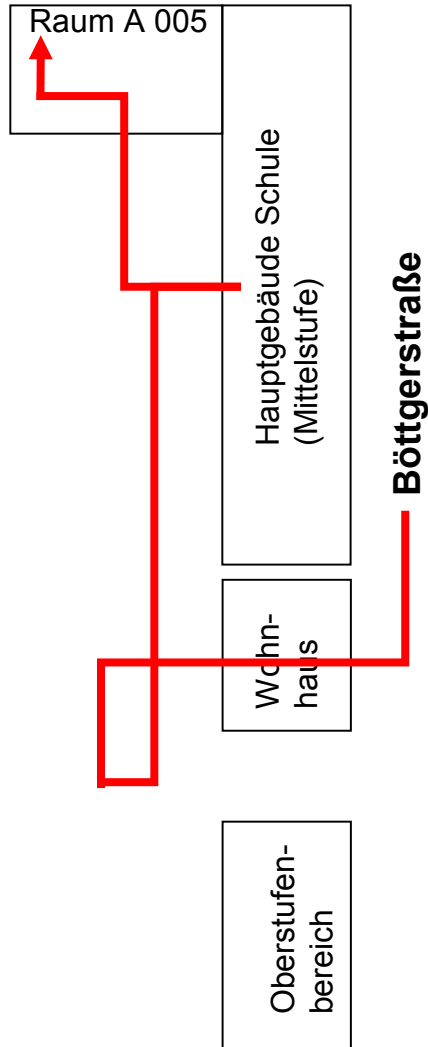 Raum A 005
Hauptgebäude Schule
(Mittelstufe)
Böttgerstraße
Wohn-
haus
Oberstufen-
bereich